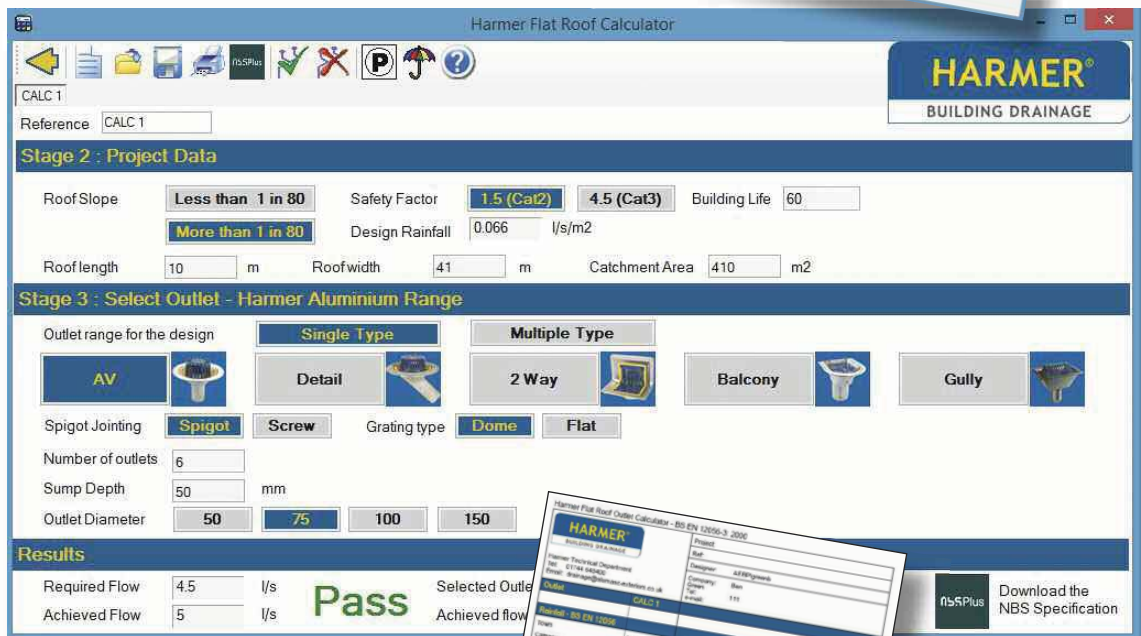 Harmer Flat Roof Calculator
HARMER®
BUILDING DRAINAGE
CALC 1
Reference CALC 1
Stage 2 : Project Data
Roof Slope Less than 1 in 80 Safety Factor 1.5 (Cat2) 4.5 (Cat3) Building Life 60
More than 1 in 80 Design Rainfall 0.066 l/s/m2
Roof length 10 m Roof width 41 m Catchment Area 410 m2
Stage 3 : Select Outlet - Harmer Aluminium Range
Outlet range for the design Single Type Multiple Type
AV Detail 2 Way Balcony Gully
Spigot Jointing Spigot Screw Grating type Dome Flat
Number of outlets 6
Sump Depth 50 mm
Outlet Diameter 50 75 100 150
Results
Required Flow 4.5 l/s Pass Selected Outle
Achieved Flow 5 l/s Achieved flow
nbsPlus Download the
NBS Specification
Harmer Flat Roof Outlet Calculator - BS EN 12056-3: 2000
HARMER
BUILDING DRAINAGE
Harmer Technical Department
Project
Ref
Designer
Company
Outlet CALC 1
Rainfall - BS EN 12056
Town